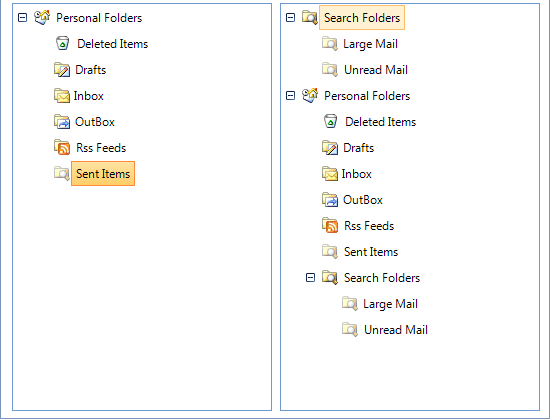 Personal Folders
Deleted Items
Drafts
Inbox
OutBox
Rss Feeds
Sent Items
Search Folders
Large Mail
Unread Mail
Personal Folders
Deleted Items
Drafts
Inbox
OutBox
Rss Feeds
Sent Items
Search Folders
Large Mail
Unread Mail